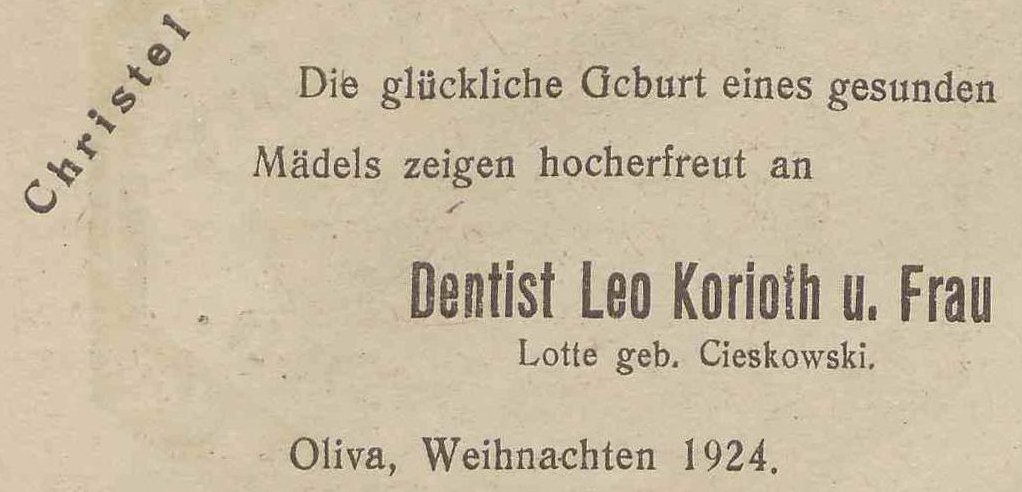 Christel
Die glückliche Geburt eines gesunden
Mädels zeigen hocherfreut an
Dentist Leo Korioth u. Frau
Lotte geb. Cieskowski.
Oliva, Weihnachten 1924.